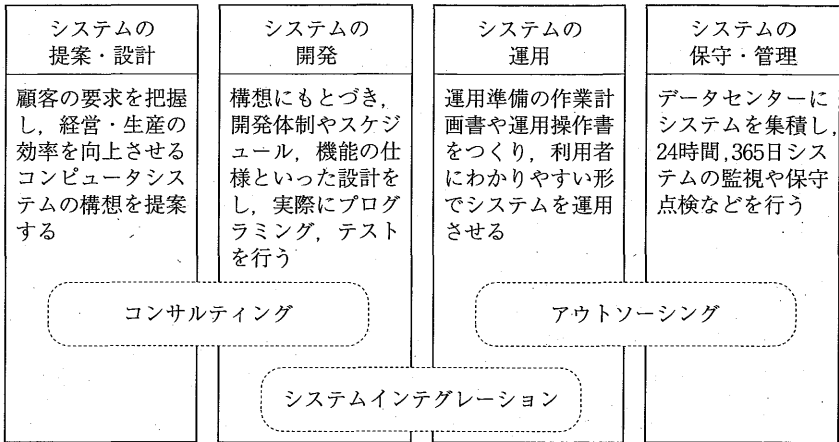 システムの
提案・設計
顧客の要求を把握
し，経営・生産の
効率を向上させる
コンピュータシス
テムの構想を提案
する
システムの
開発
構想にもとづき，
開発体制やスケジ
ュール，機能の仕
様といった設計を
し，実際にプログ
ラミング，テスト
を行う
システムの
運用
運用準備の作業計
画書や運用操作書
をつくり，利用者
にわかりやすい形
でシステムを運用
させる
システムの
保守・管理
データセンターに
システムを集積し，
24時間，365日シス
テムの監視や保守
点検などを行う
コンサルティング
アウトソーシング
システムインテグレーション